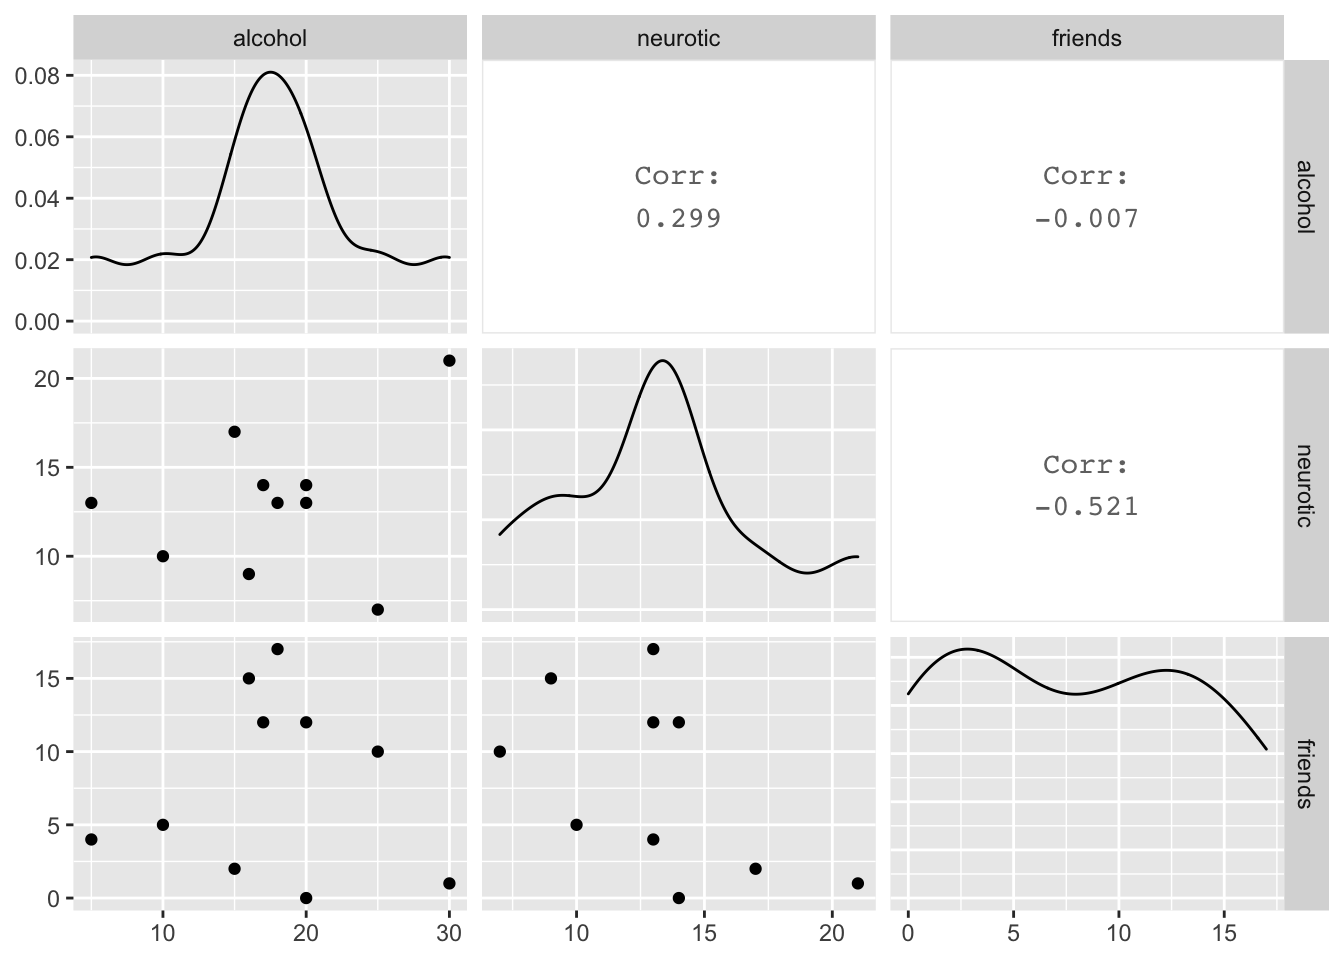 alcohol neurotic friends
0.08
0.06
0.04
0.02
0.00
Corr:
0.299
Corr:
-0.007
alcohol
20
15
10
Corr:
-0.521
neurotic
15
10
5
0
friends
10 20 30 10 15 20 0 5 10 15